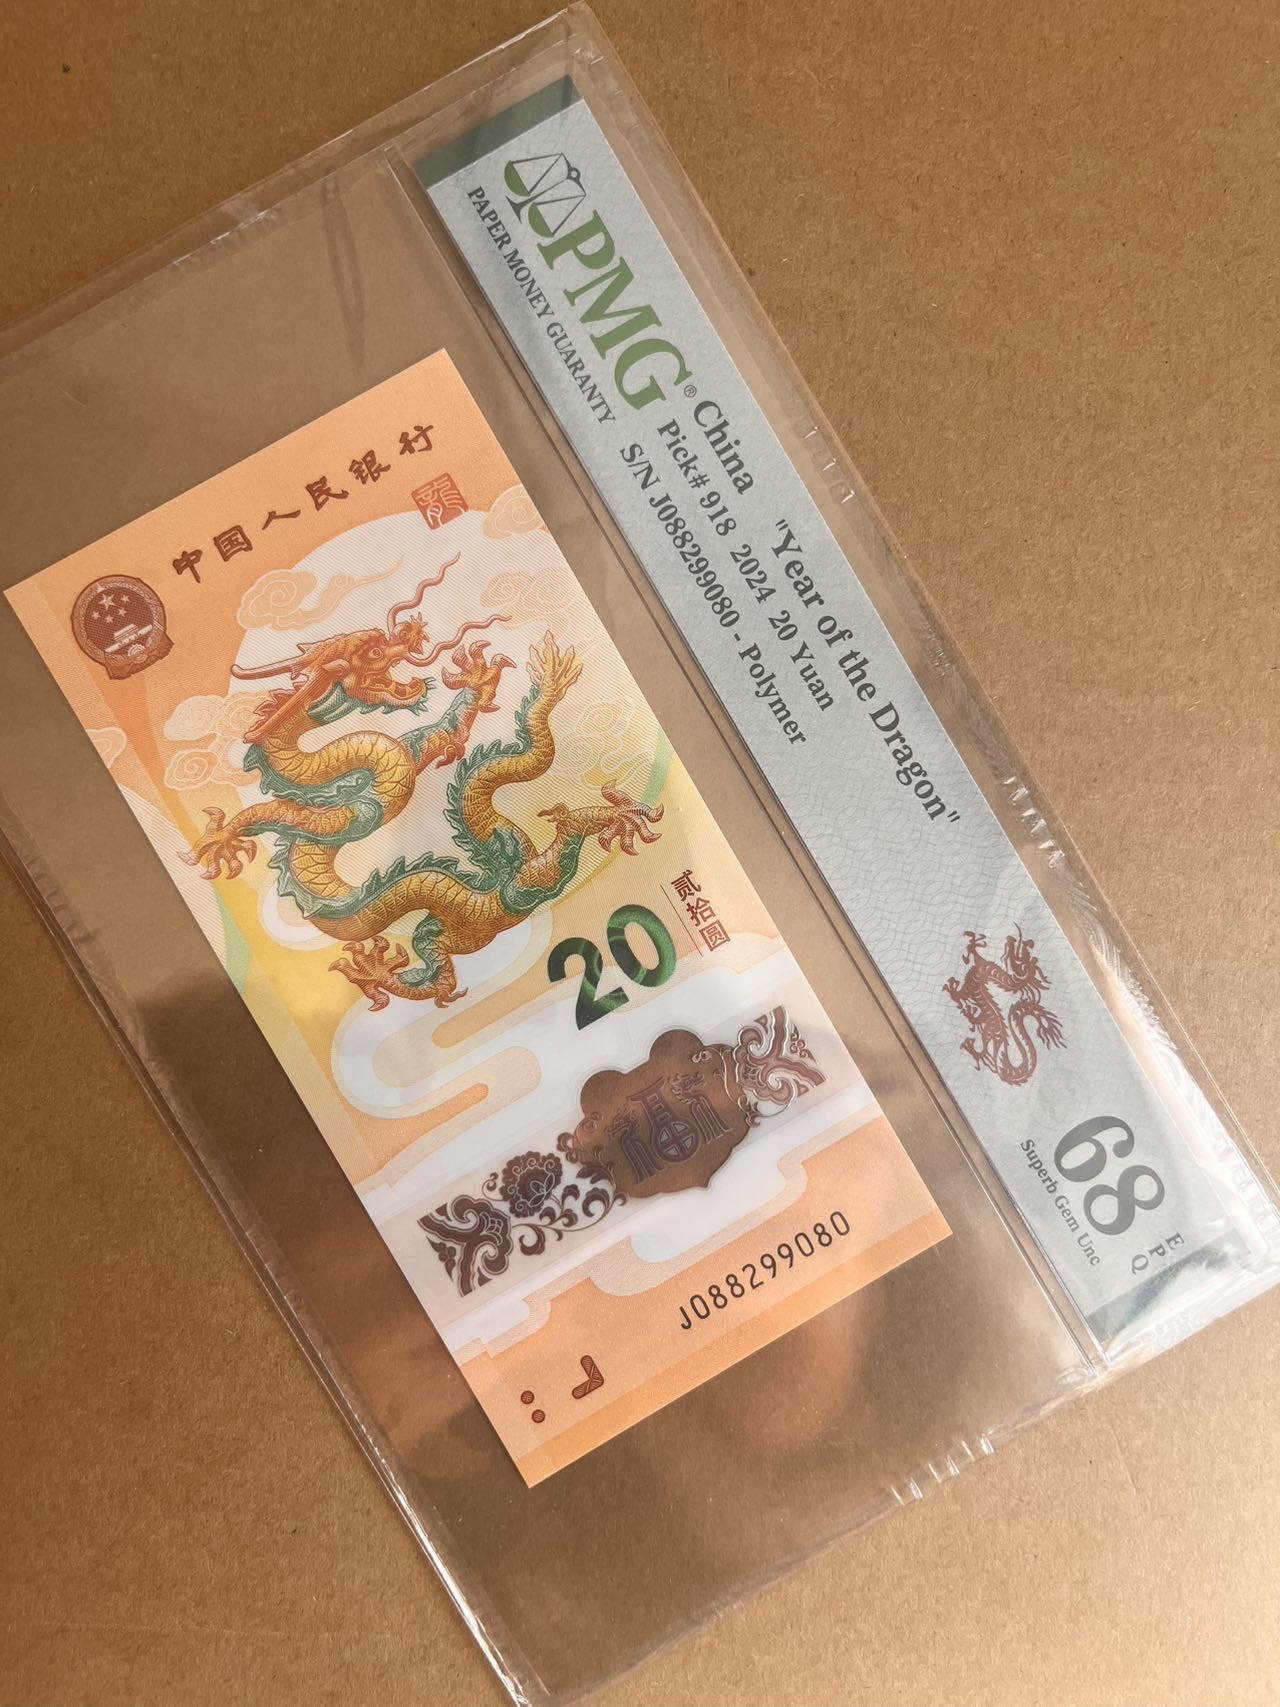 PMG®
PAPER MONEY GUARANTY
China "Year of the Dragon"
Pick# 918 2024 20 Yuan
S/N J088299080 - Polymer
68 EPQ
Superb Gem Unc
中国人民银行
龍
20
贰拾圆
福
J088299080